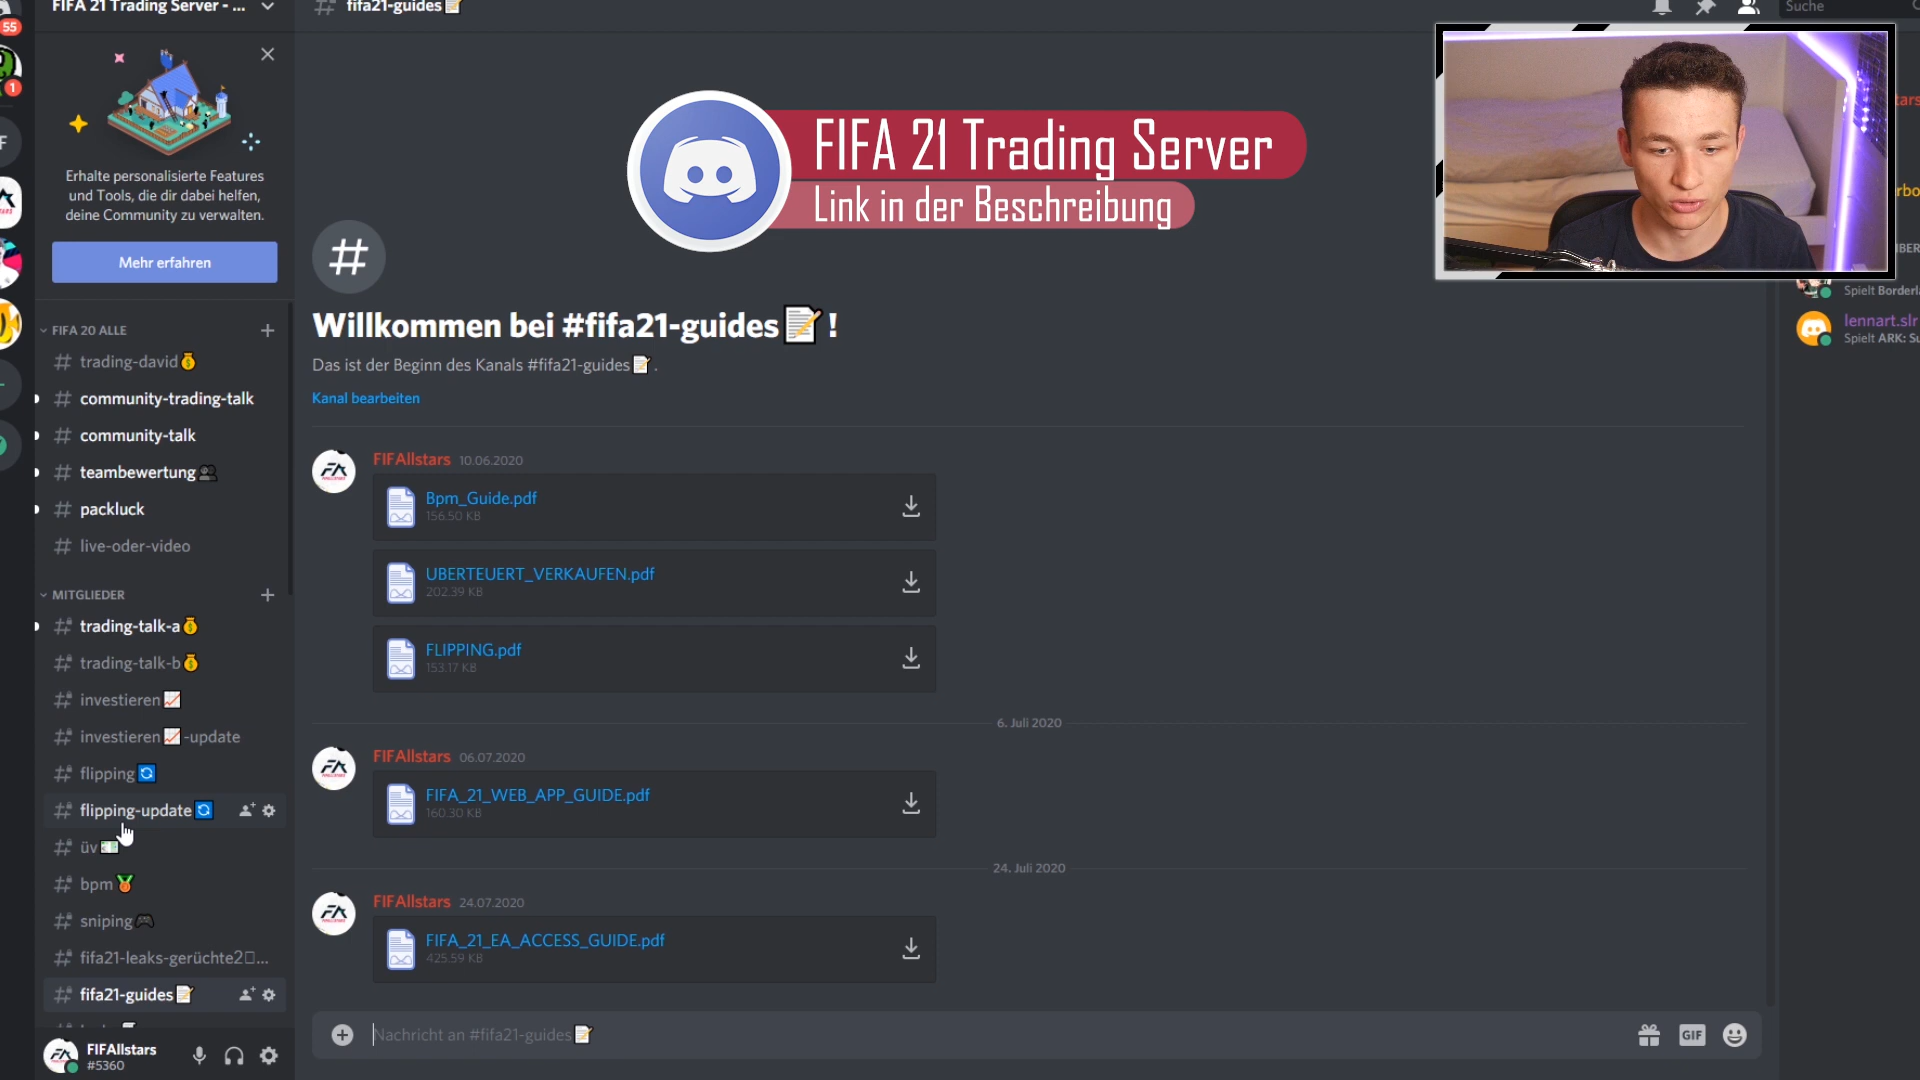 FIFA 21 Trading Server - ...
fifa21-guides
Suche
55
1
F
Erhalte personalisierte Features
und Tools, die dir dabei helfen,
deine Community zu verwalten.
Mehr erfahren
FIFA 20 ALLE
trading-david
community-trading-talk
community-talk
teambewertung
packluck
live-oder-video
MITGLIEDER
trading-talk-a
trading-talk-b
investieren
investieren -update
flipping
flipping-update
üv
bpm
sniping
fifa21-leaks-gerüchte2...
fifa21-guides
FIFAllstars
#5360
FIFA 21 Trading Server
Link in der Beschreibung
#
Willkommen bei #fifa21-guides !
Das ist der Beginn des Kanals #fifa21-guides .
Kanal bearbeiten
FIFAllstars 10.06.2020
Bpm_Guide.pdf
156.50 KB
UBERTEUERT_VERKAUFEN.pdf
202.39 KB
FLIPPING.pdf
153.17 KB
6. Juli 2020
FIFAllstars 06.07.2020
FIFA_21_WEB_APP_GUIDE.pdf
160.30 KB
24. Juli 2020
FIFAllstars 24.07.2020
FIFA_21_EA_ACCESS_GUIDE.pdf
425.59 KB
Nachricht an #fifa21-guides
GIF
Spielt Borderla
lennart.slr
Spielt ARK: Su